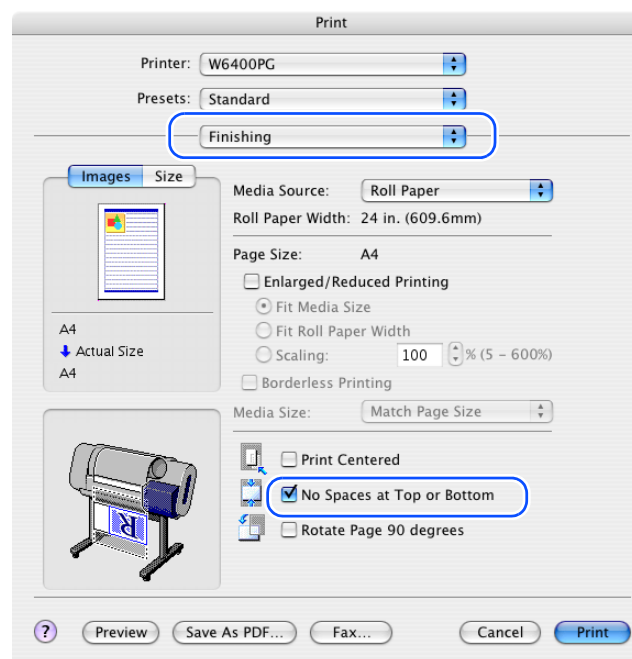 Print
Printer: W6400PG
Presets: Standard
Finishing
Images Size
Media Source: Roll Paper
Roll Paper Width: 24 in. (609.6mm)
Page Size: A4
Enlarged/Reduced Printing
Fit Media Size
Fit Roll Paper Width
Scaling: 100 % (5 – 600%)
Borderless Printing
Media Size: Match Page Size
A4
Actual Size
A4
Print Centered
No Spaces at Top or Bottom
Rotate Page 90 degrees
R
? Preview Save As PDF... Fax... Cancel Print